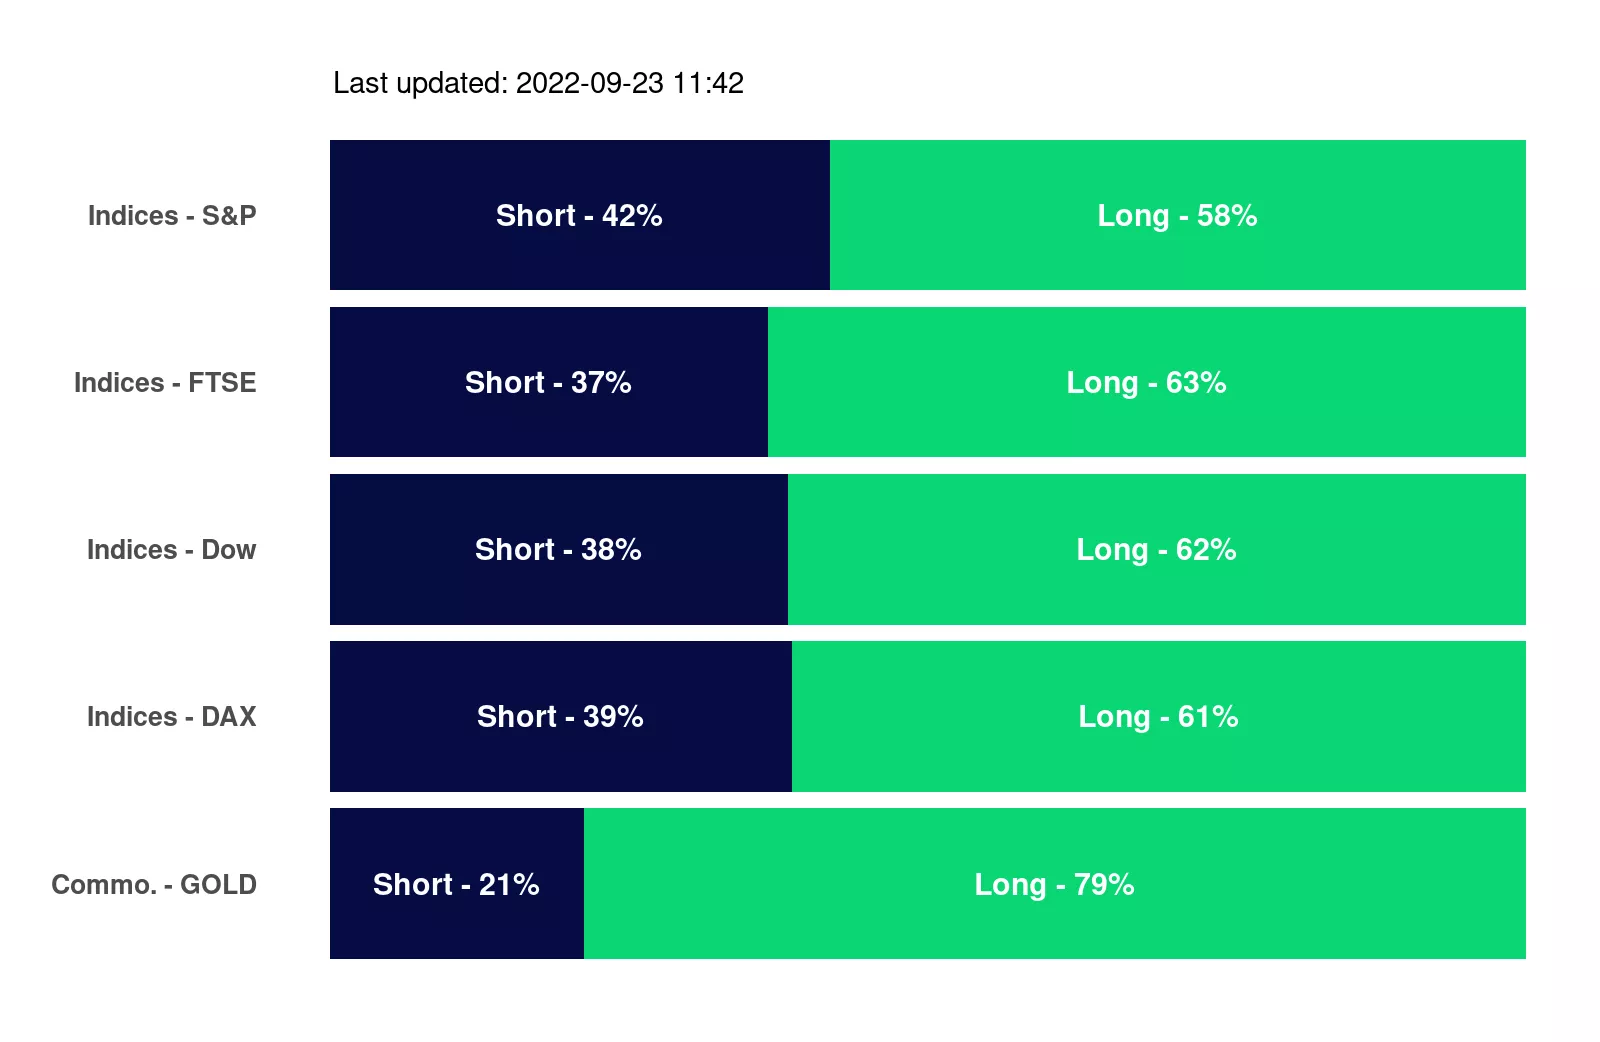 Last updated: 2022-09-23 11:42
Indices - S&P Short - 42% Long - 58%
Indices - FTSE Short - 37% Long - 63%
Indices - Dow Short - 38% Long - 62%
Indices - DAX Short - 39% Long - 61%
Commo. - GOLD Short - 21% Long - 79%